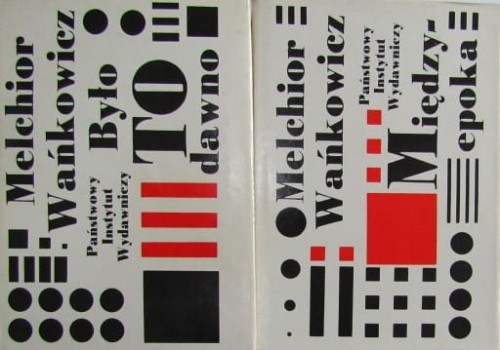 Melchior
Wańkowicz
Było
TO
dawno
Państwowy
Instytut
Wydawniczy
Melchior
Wańkowicz
Państwowy
Instytut
Wydawniczy
Między-
epoka